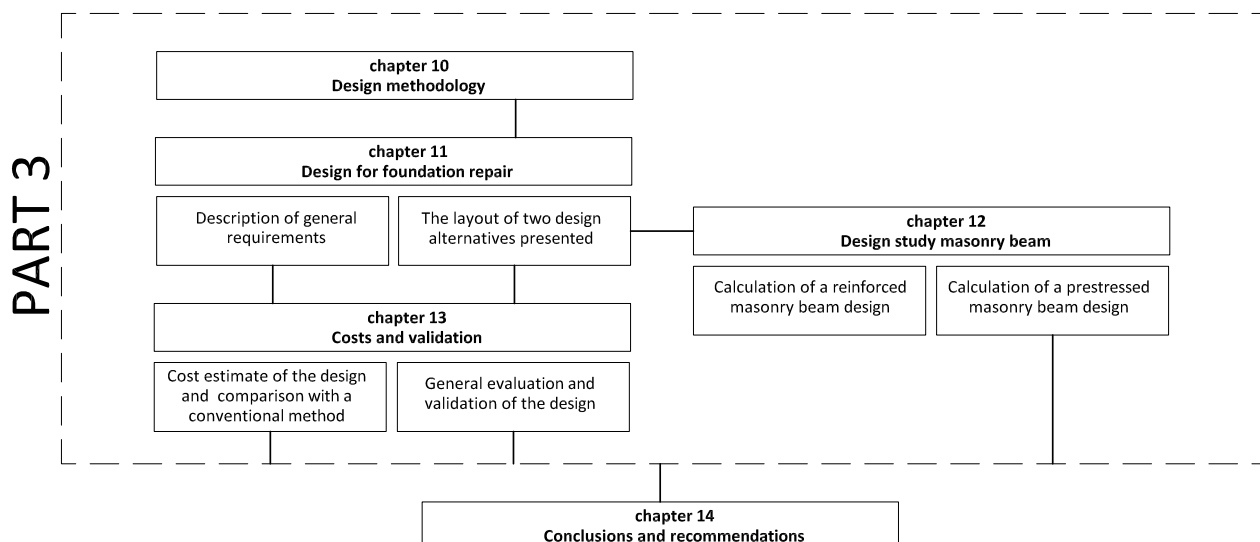 PART 3
chapter 10
Design methodology
chapter 11
Design for foundation repair
Description of general
requirements
The layout of two design
alternatives presented
chapter 12
Design study masonry beam
Calculation of a reinforced
masonry beam design
Calculation of a prestressed
masonry beam design
chapter 13
Costs and validation
Cost estimate of the design
and comparison with a
conventional method
General evaluation and
validation of the design
chapter 14
Conclusions and recommendations